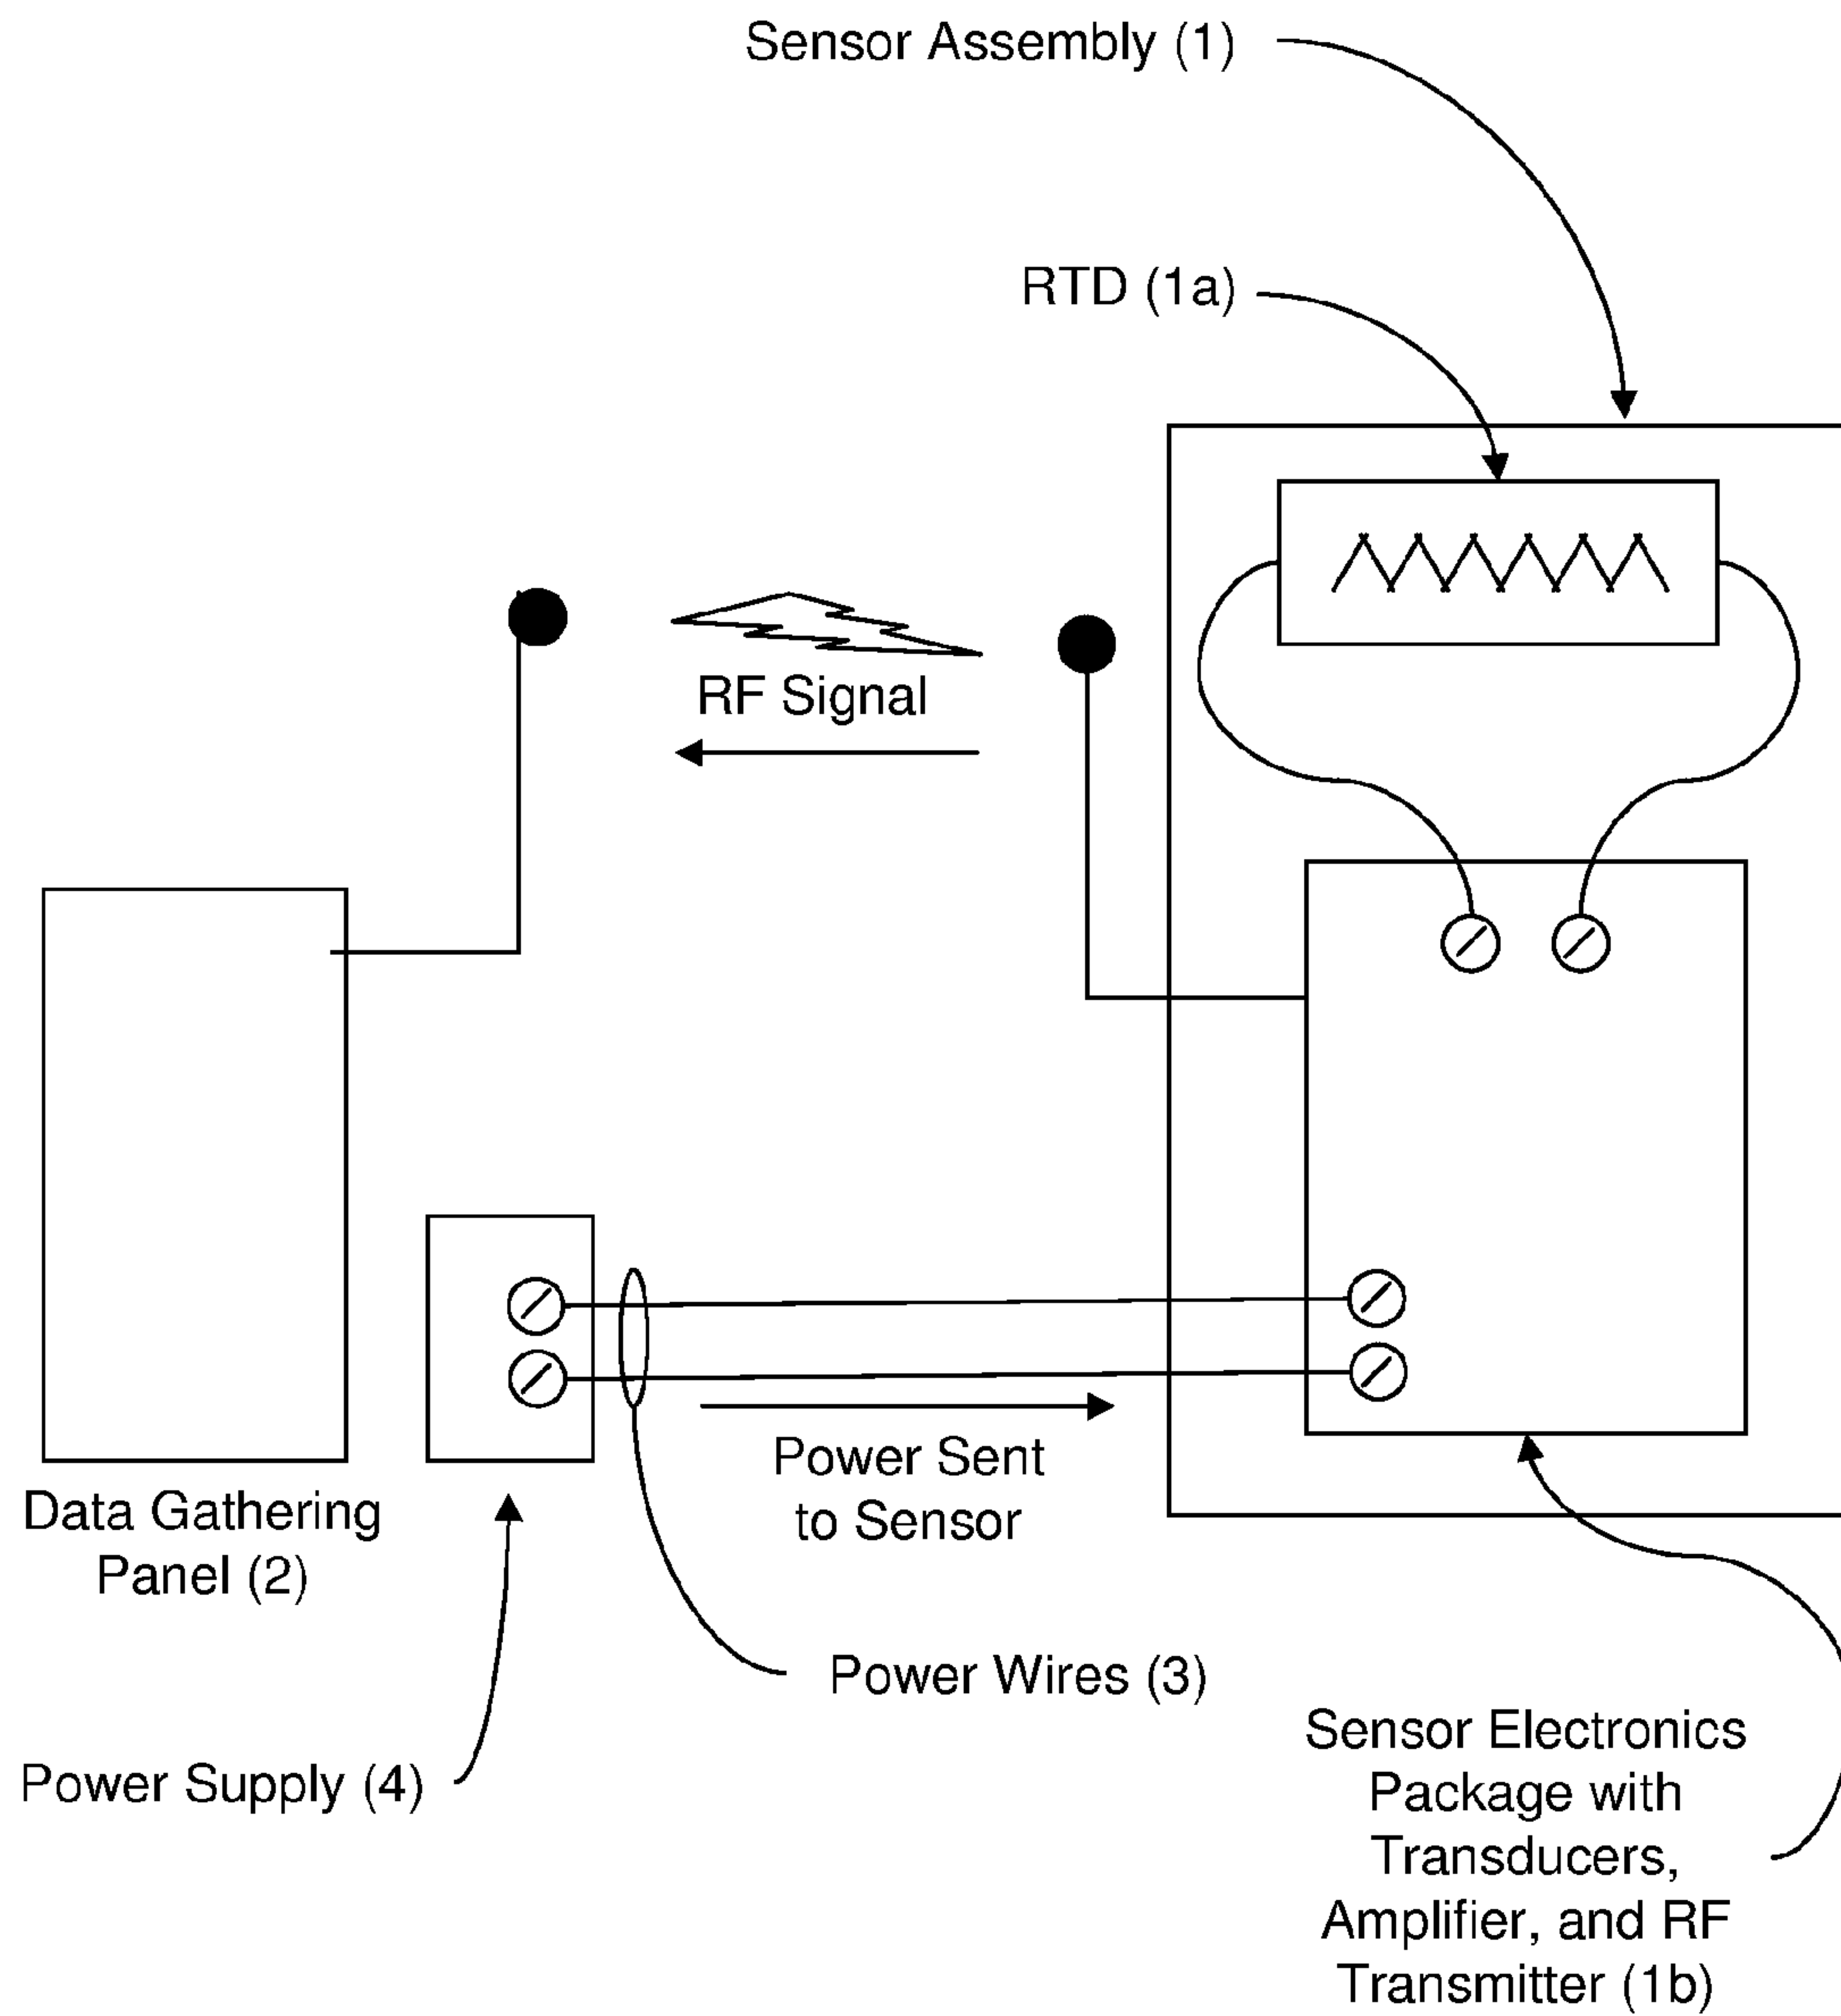 Sensor Assembly (1)
RTD (1a)
RF Signal
Power Sent
to Sensor
Data Gathering
Panel (2)
Power Wires (3)
Power Supply (4)
Sensor Electronics
Package with
Transducers,
Amplifier, and RF
Transmitter (1b)